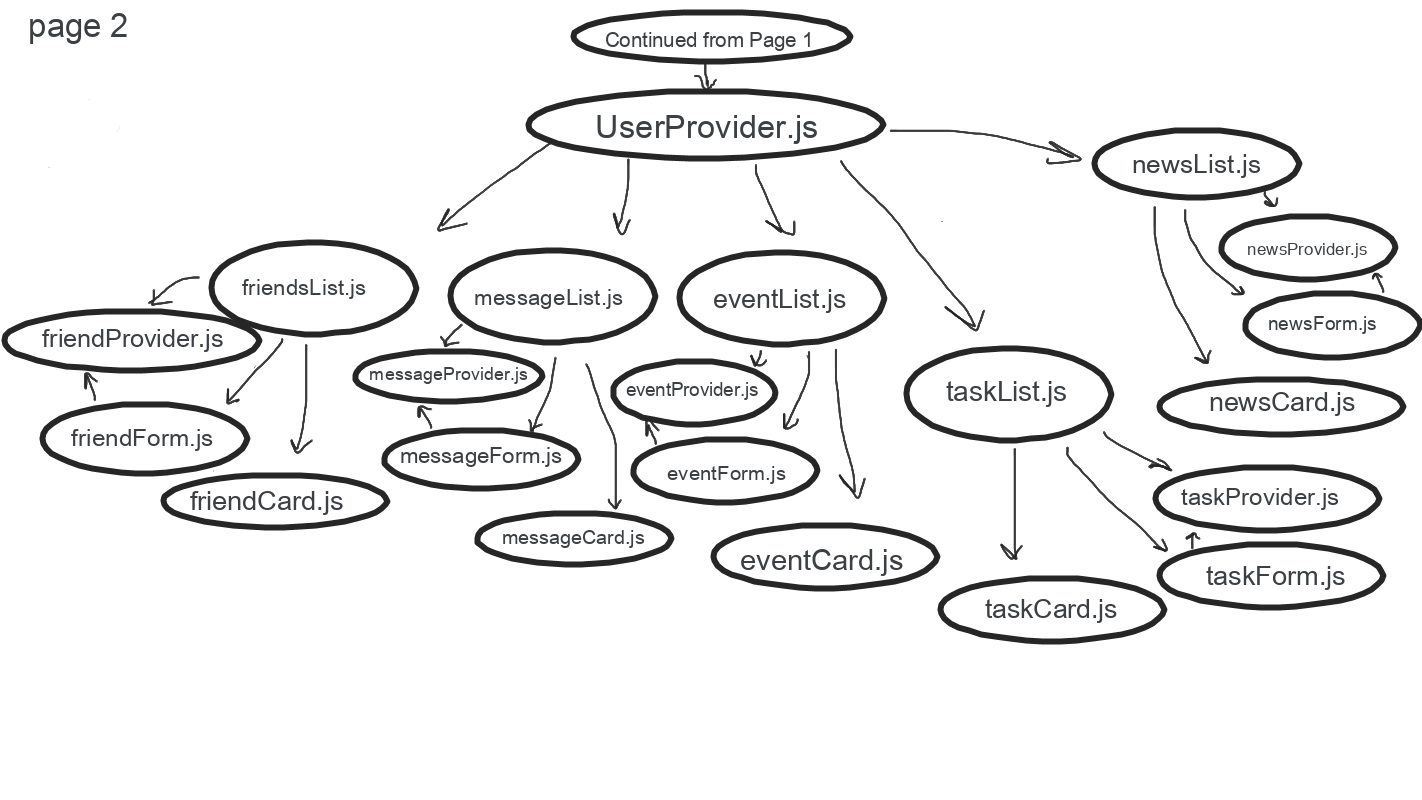 page 2
Continued from Page 1
UserProvider.js
newsList.js
newsProvider.js
newsForm.js
newsCard.js
friendsList.js
friendProvider.js
friendForm.js
friendCard.js
messageList.js
messageProvider.js
messageForm.js
messageCard.js
eventList.js
eventProvider.js
eventForm.js
eventCard.js
taskList.js
taskProvider.js
taskForm.js
taskCard.js